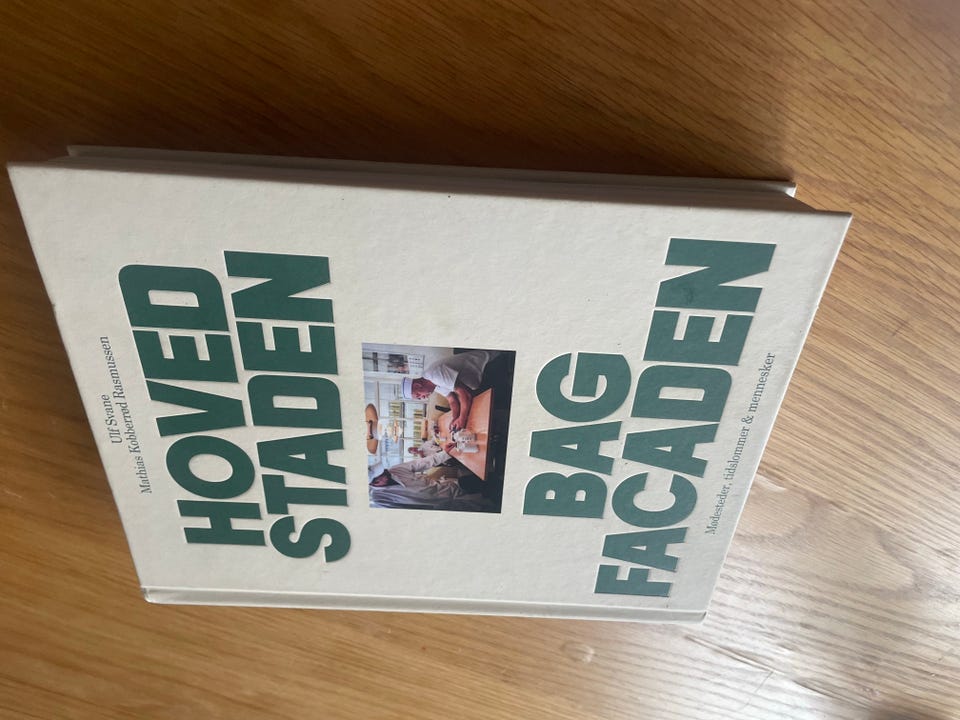 Ulf Svane
Mathias Kobberrød Rasmussen
HOVED
STADEN
BAG
FACADEN
Mødesteder, tidslommer & mennesker